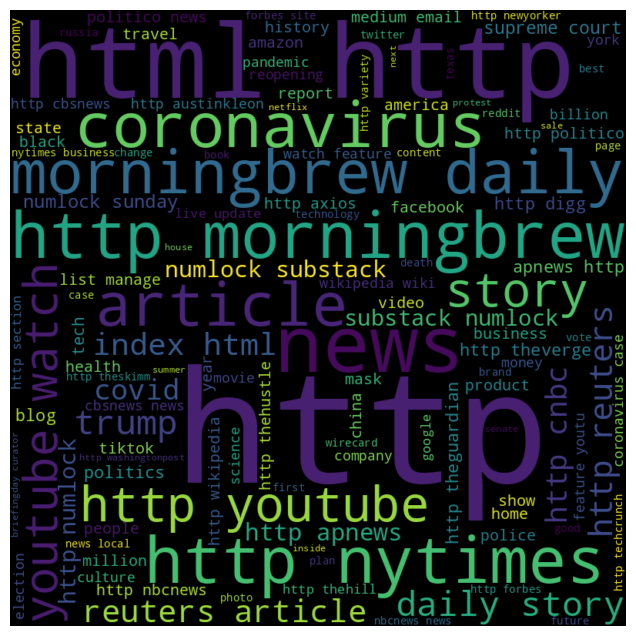 economy
politico news
forbes site
http newyorker
russia
travel
history
medium email
supreme court
twitter
amazon
next
texas
york
html http
pandemic
reopening
best
report
http cbsnews
http austinkleon
netflix
http variety
america
protest
billion
state
coronavirus
reddit
http politico
black
sale
nytimes business
change
watch feature
content
page
book
morningbrew daily
numlock sunday
http axios
facebook
http digg
live update
technology
http morningbrew
house
death
apnews http
numlock substack
wikipedia wiki
list manage
case
article
video
story
substack numlock
youtube watch
http section
tech
index html
news
business
vote
http theverge
http reuters
health
year
movie
money
http theskimm
summer
covid
mask
brand
product
cbsnews news
http
http cnbc
coronavirus case
blog
trump
china
company
google
http theguardian
tiktok
wirecard
senate
http washingtonpost
science
http thehustle
http wikipedia
politics
feature youtu
briefingday curator
http numlock
first
http youtube
show
home
people
http apnews
police
good
http techcrunch
news local
inside
million
plan
http nytimes
culture
election
http nbcnews
http thehill
http forbes
photo
reuters article
daily story
nbcnews news
future